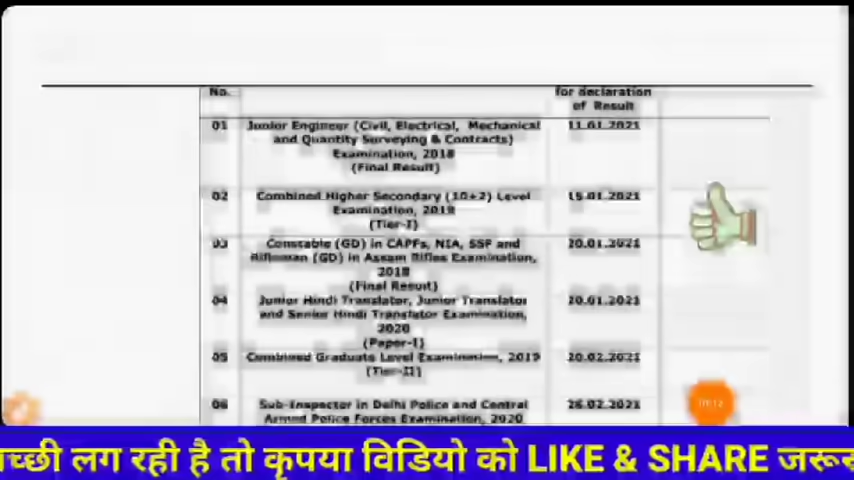 No.
for declaration
of Result
01 Junior Engineer (Civil, Electrical, Mechanical 11.01.2021
and Quantity Surveying & Contracts)
Examination, 2018
(Final Result)
02 Combined Higher Secondary (10+2) Level 15.01.2021
Examination, 2019
(Tier-I)
03 Constable (GD) in CAPFs, NIA, SSF and 20.01.2021
Rifleman (GD) in Assam Rifles Examination,
2018
(Final Result)
04 Junior Hindi Translator, Junior Translator 20.01.2021
and Senior Hindi Translator Examination,
2020
(Paper-I)
05 Combined Graduate Level Examination, 2019 20.02.2021
(Tier-II)
06 Sub-Inspector in Delhi Police and Central 26.02.2021
Armed Police Forces Examination, 2020
च्छी लग रही है तो कृपया विडियो को LIKE & SHARE जरूर